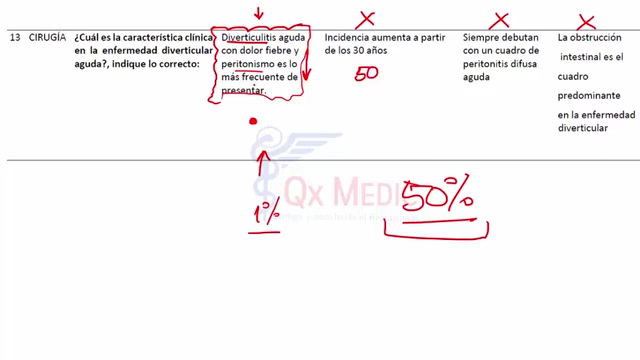 13 CIRUGÍA ¿Cuál es la característica clínica en la enfermedad diverticular aguda?, indique lo correcto:
Diverticulitis aguda
con dolor fiebre y
peritonismo es lo
más frecuente de
presentar.
X
Incidencia aumenta a partir
de los 30 años
50
X
Siempre debutan
con un cuadro de
peritonitis difusa
aguda
X
La obstrucción
intestinal es el
cuadro
predominante
en la enfermedad
diverticular
Qx MEDIC
1%
50%